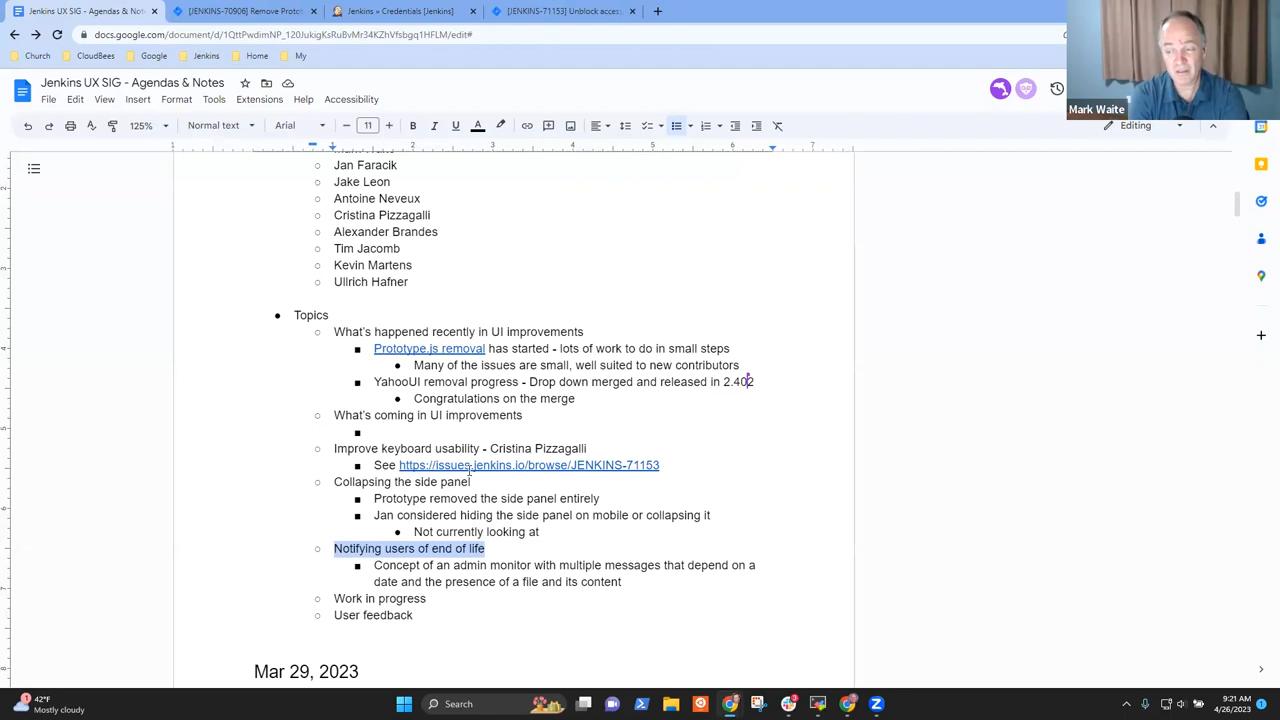 Jenkins UX SIG - Agendas & Notes
[JENKINS-70906] Remove Protot
Jenkins » Credentials [Jenkins]
[JENKINS-71153] Unblock access
docs.google.com/document/d/1QttPwdimNP_120JukigKsRuBvMr34KZhVfsbgq1HFLM/edit#
Church
CloudBees
Google
Jenkins
Home
My
Jenkins UX SIG - Agendas & Notes
File Edit View Insert Format Tools Extensions Help Accessibility
125%
Normal text
Arial
11
Editing
Mark Waite
1 1 2 3 4 5 6 7
Jan Faracik
Jake Leon
Antoine Neveux
Cristina Pizzagalli
Alexander Brandes
Tim Jacomb
Kevin Martens
Ullrich Hafner
Topics
What's happened recently in UI improvements
Prototype.js removal has started - lots of work to do in small steps
Many of the issues are small, well suited to new contributors
YahooUI removal progress - Drop down merged and released in 2.402
Congratulations on the merge
What's coming in UI improvements
Improve keyboard usability - Cristina Pizzagalli
See https://issues.jenkins.io/browse/JENKINS-71153
Collapsing the side panel
Prototype removed the side panel entirely
Jan considered hiding the side panel on mobile or collapsing it
Not currently looking at
Notifying users of end of life
Concept of an admin monitor with multiple messages that depend on a
date and the presence of a file and its content
Work in progress
User feedback
Mar 29, 2023
42°F
Mostly cloudy
Search
9:21 AM
4/26/2023